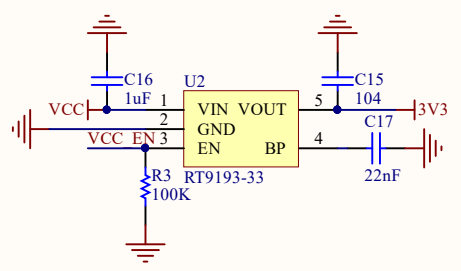 C16
1uF
U2
C15
104
VCC
1
VIN
VOUT
5
3V3
2
GND
C17
VCC_EN
3
EN
BP
4
R3
100K
RT9193-33
22nF